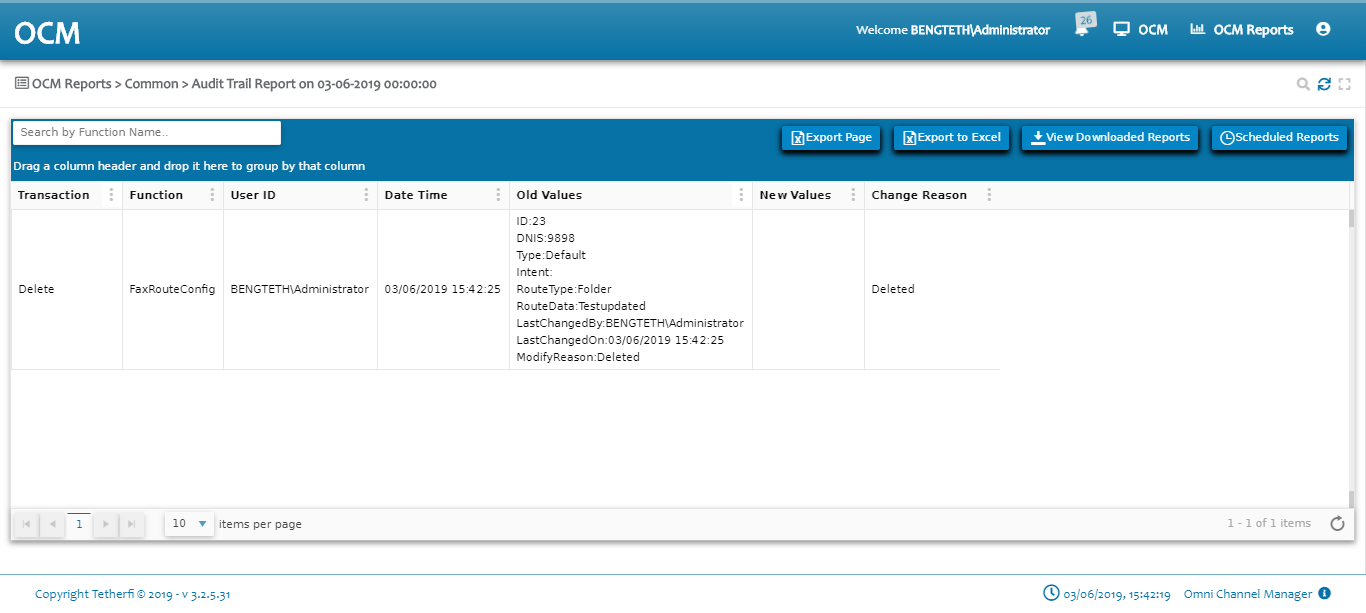 OCM
Welcome BENGTETH\Administrator
26
OCM
OCM Reports
OCM Reports > Common > Audit Trail Report on 03-06-2019 00:00:00
Search by Function Name..
Export Page
Export to Excel
View Downloaded Reports
Scheduled Reports
Drag a column header and drop it here to group by that column
Transaction Function User ID Date Time Old Values New Values Change Reason
Delete FaxRouteConfig BENGTETH\Administrator 03/06/2019 15:42:25
ID:23
DNIS:9898
Type:Default
Intent:
RouteType:Folder
RouteData:Testupdated
LastChangedBy:BENGTETH\Administrator
LastChangedOn:03/06/2019 15:42:25
ModifyReason:Deleted
Deleted
1
10 items per page
1 - 1 of 1 items
Copyright Tetherfi © 2019 - v 3.2.5.31
03/06/2019, 15:42:19 Omni Channel Manager